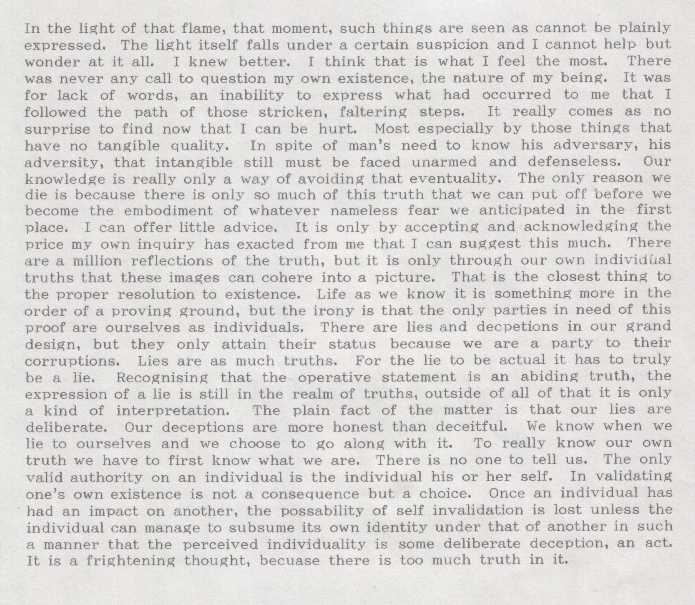 In the light of that flame, that moment, such things are seen as cannot be plainly
expressed. The light itself falls under a certain suspicion and I cannot help but
wonder at it all. I knew better. I think that is what I feel the most. There
was never any call to question my own existence, the nature of my being. It was
for lack of words, an inability to express what had occurred to me that I
followed the path of those stricken, faltering steps. It really comes as no
surprise to find now that I can be hurt. Most especially by those things that
have no tangible quality. In spite of man's need to know his adversary, his
adversity, that intangible still must be faced unarmed and defenseless. Our
knowledge is really only a way of avoiding that eventuality. The only reason we
die is because there is only so much of this truth that we can put off before we
become the embodiment of whatever nameless fear we anticipated in the first
place. I can offer little advice. It is only by accepting and acknowledging the
price my own inquiry has exacted from me that I can suggest this much. There
are a million reflections of the truth, but it is only through our own individual
truths that these images can cohere into a picture. That is the closest thing to
the proper resolution to existence. Life as we know it is something more in the
order of a proving ground, but the irony is that the only parties in need of this
proof are ourselves as individuals. There are lies and decpetions in our grand
design, but they only attain their status because we are a party to their
corruptions. Lies are as much truths. For the lie to be actual it has to truly
be a lie. Recognising that the operative statement is an abiding truth, the
expression of a lie is still in the realm of truths, outside of all of that it is only
a kind of interpretation. The plain fact of the matter is that our lies are
deliberate. Our deceptions are more honest than deceitful. We know when we
lie to ourselves and we choose to go along with it. To really know our own
truth we have to first know what we are. There is no one to tell us. The only
valid authority on an individual is the individual his or her self. In validating
one's own existence is not a consequence but a choice. Once an individual has
had an impact on another, the possability of self invalidation is lost unless the
individual can manage to subsume its own identity under that of another in such
a manner that the perceived individuality is some deliberate deception, an act.
It is a frightening thought, becuase there is too much truth in it.